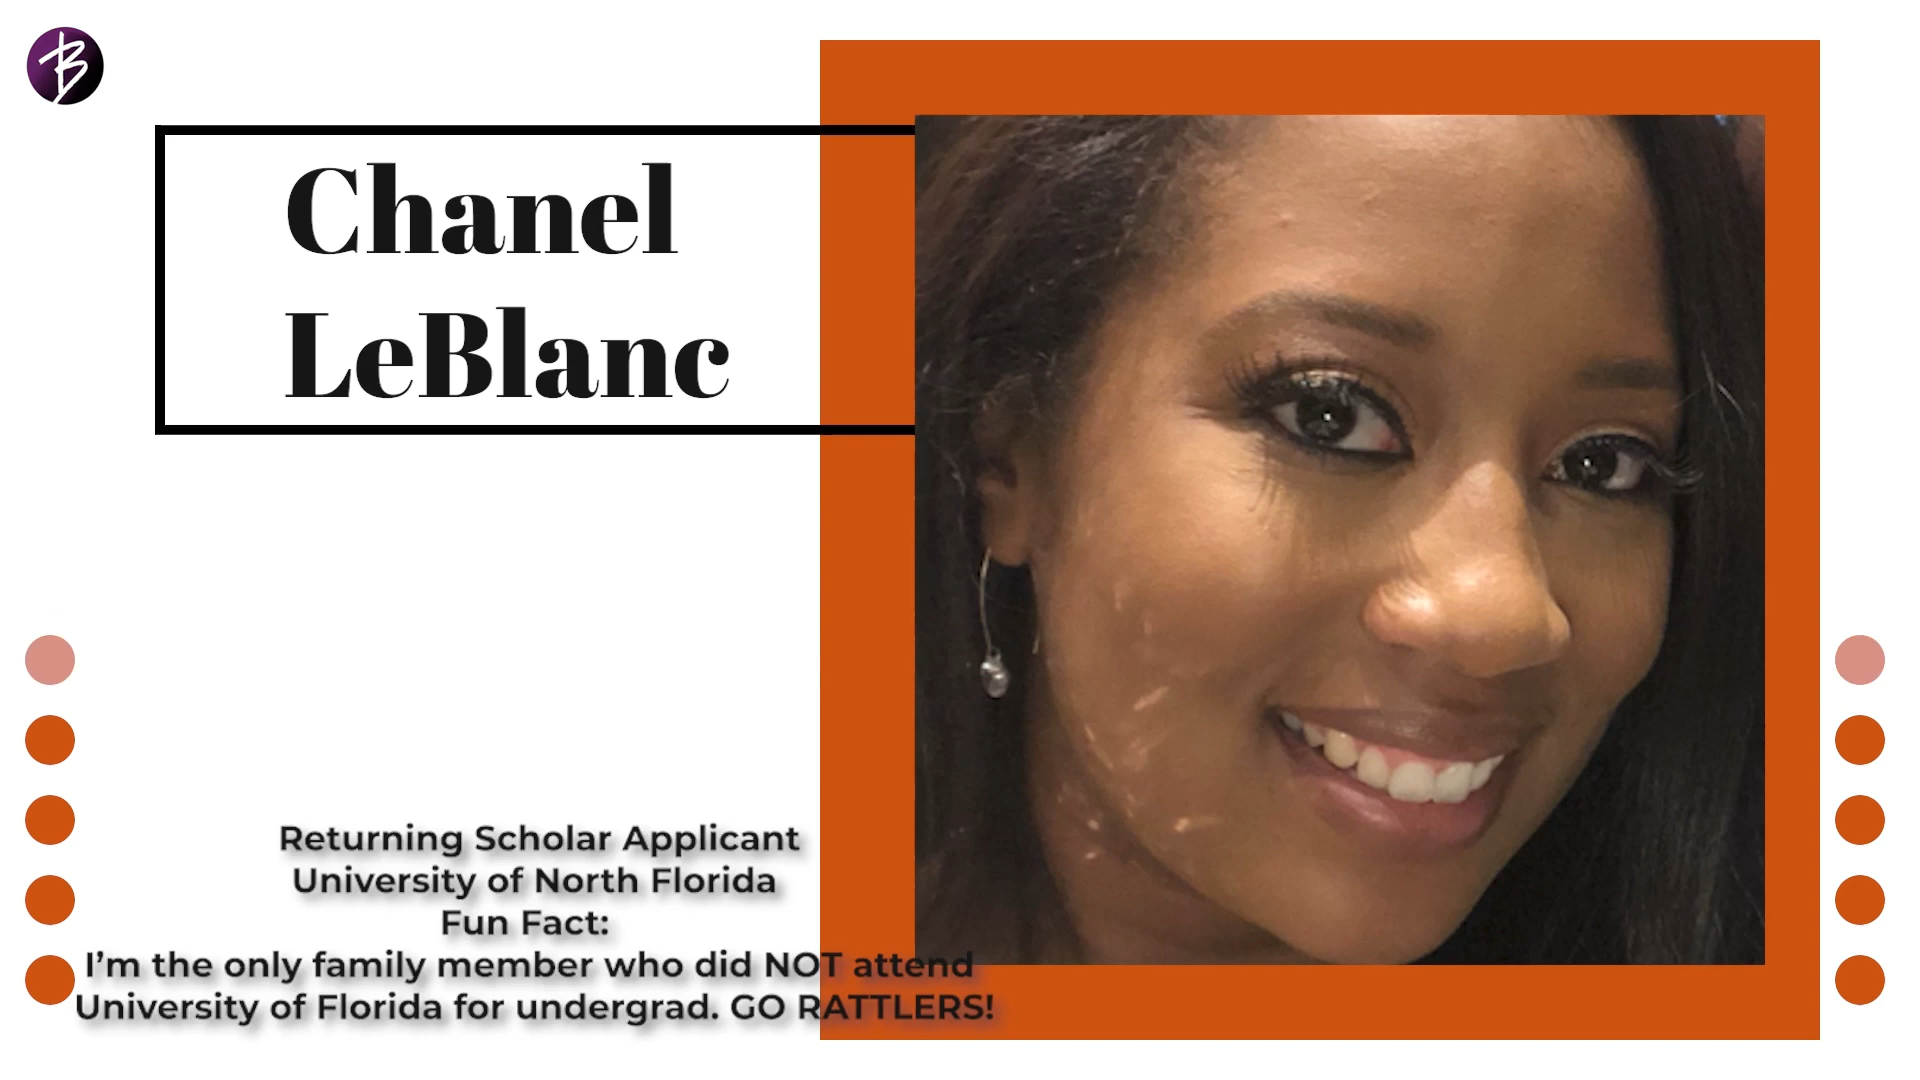 B
Chanel
LeBlanc
Returning Scholar Applicant
University of North Florida
Fun Fact:
I’m the only family member who did NOT attend
University of Florida for undergrad. GO RATTLERS!